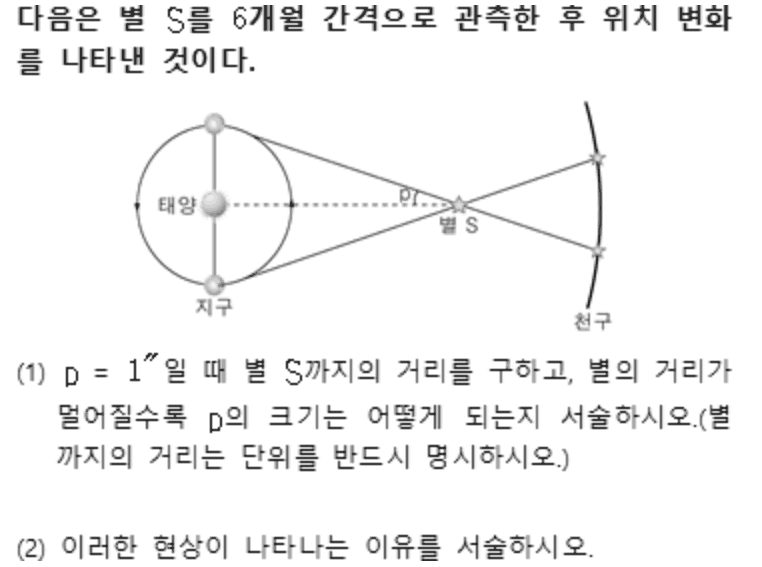 다음은 별 S를 6개월 간격으로 관측한 후 위치 변화
를 나타낸 것이다.
태양
p
별 S
지구
천구
(1) p = 1″일 때 별 S까지의 거리를 구하고, 별의 거리가
멀어질수록 p의 크기는 어떻게 되는지 서술하시오.(별
까지의 거리는 단위를 반드시 명시하시오.)
(2) 이러한 현상이 나타나는 이유를 서술하시오.